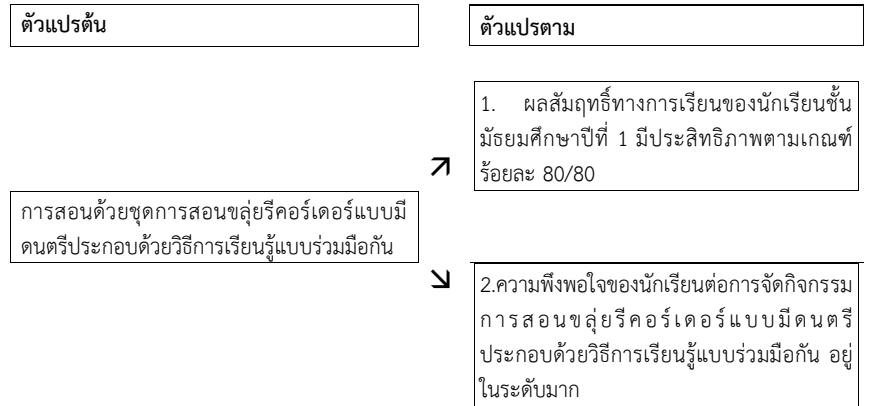 ตัวแปรต้น
ตัวแปรตาม
1. ผลสัมฤทธิ์ทางการเรียนของนักเรียนชั้น
มัธยมศึกษาปีที่ 1 มีประสิทธิภาพตามเกณฑ์
ร้อยละ 80/80
การสอนด้วยชุดการสอนขลุ่ยรีคอร์เดอร์แบบมี
ดนตรีประกอบด้วยวิธีการเรียนรู้แบบร่วมมือกัน
2.ความพึงพอใจของนักเรียนต่อการจัดกิจกรรม
การสอนขลุ่ยรีคอร์เดอร์แบบมีดนตรี
ประกอบด้วยวิธีการเรียนรู้แบบร่วมมือกัน อยู่
ในระดับมาก